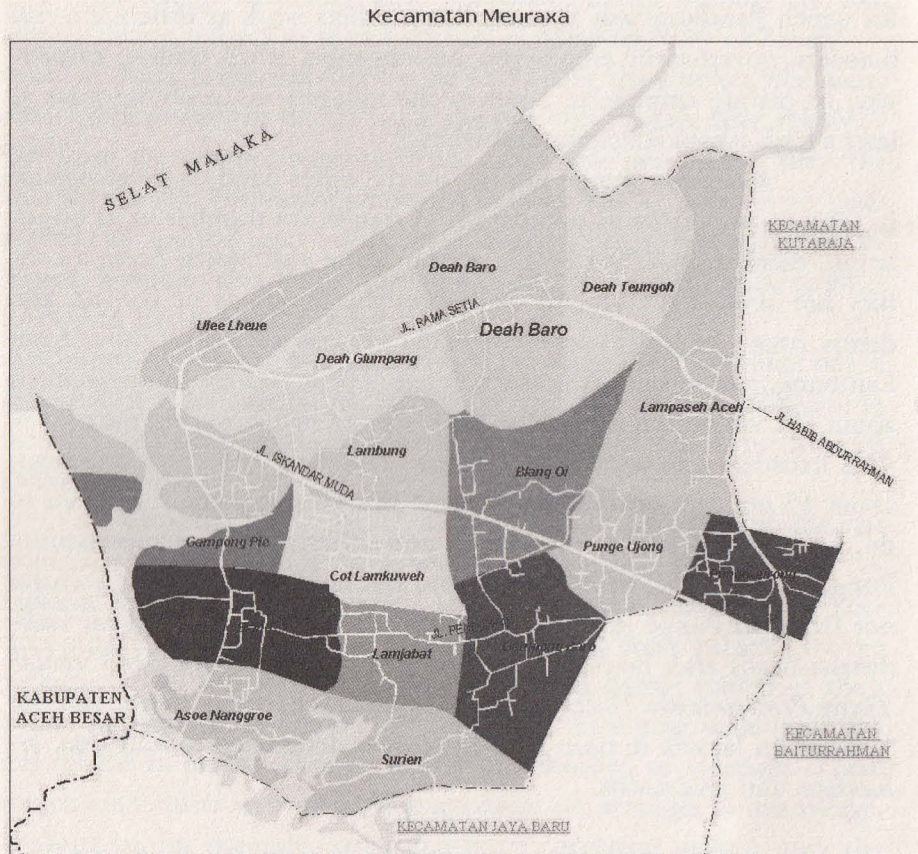 Kecamatan Meuraxa
SELAT MALAKA
KECAMATAN
KUTARAJA
Deah Baro
Deah Teungoh
Ulee Lheue
JL. RAMA SETIA
Deah Baro
Deah Glumpang
Lampaseh Aceh
JL.HABIB ABDURRAHMAN
Lambung
JL. ISKANDAR MUDA
Blang Oi
Gampong Pie
Punge Ujong
Cot Lamkuweh
JL.
Lamjabat
KABUPATEN
ACEH BESAR
Asoe Nanggroe
KECAMATAN
BAITURRAHMAN
Surien
KECAMATAN JAYA BARU